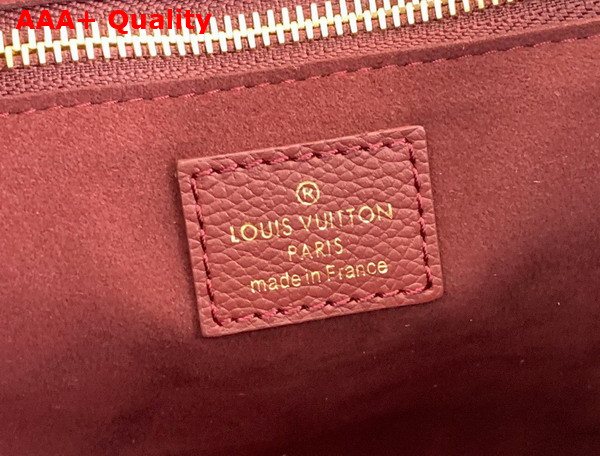 AAA+ Quality
®
LOUIS VUITTON
PARIS
made in France